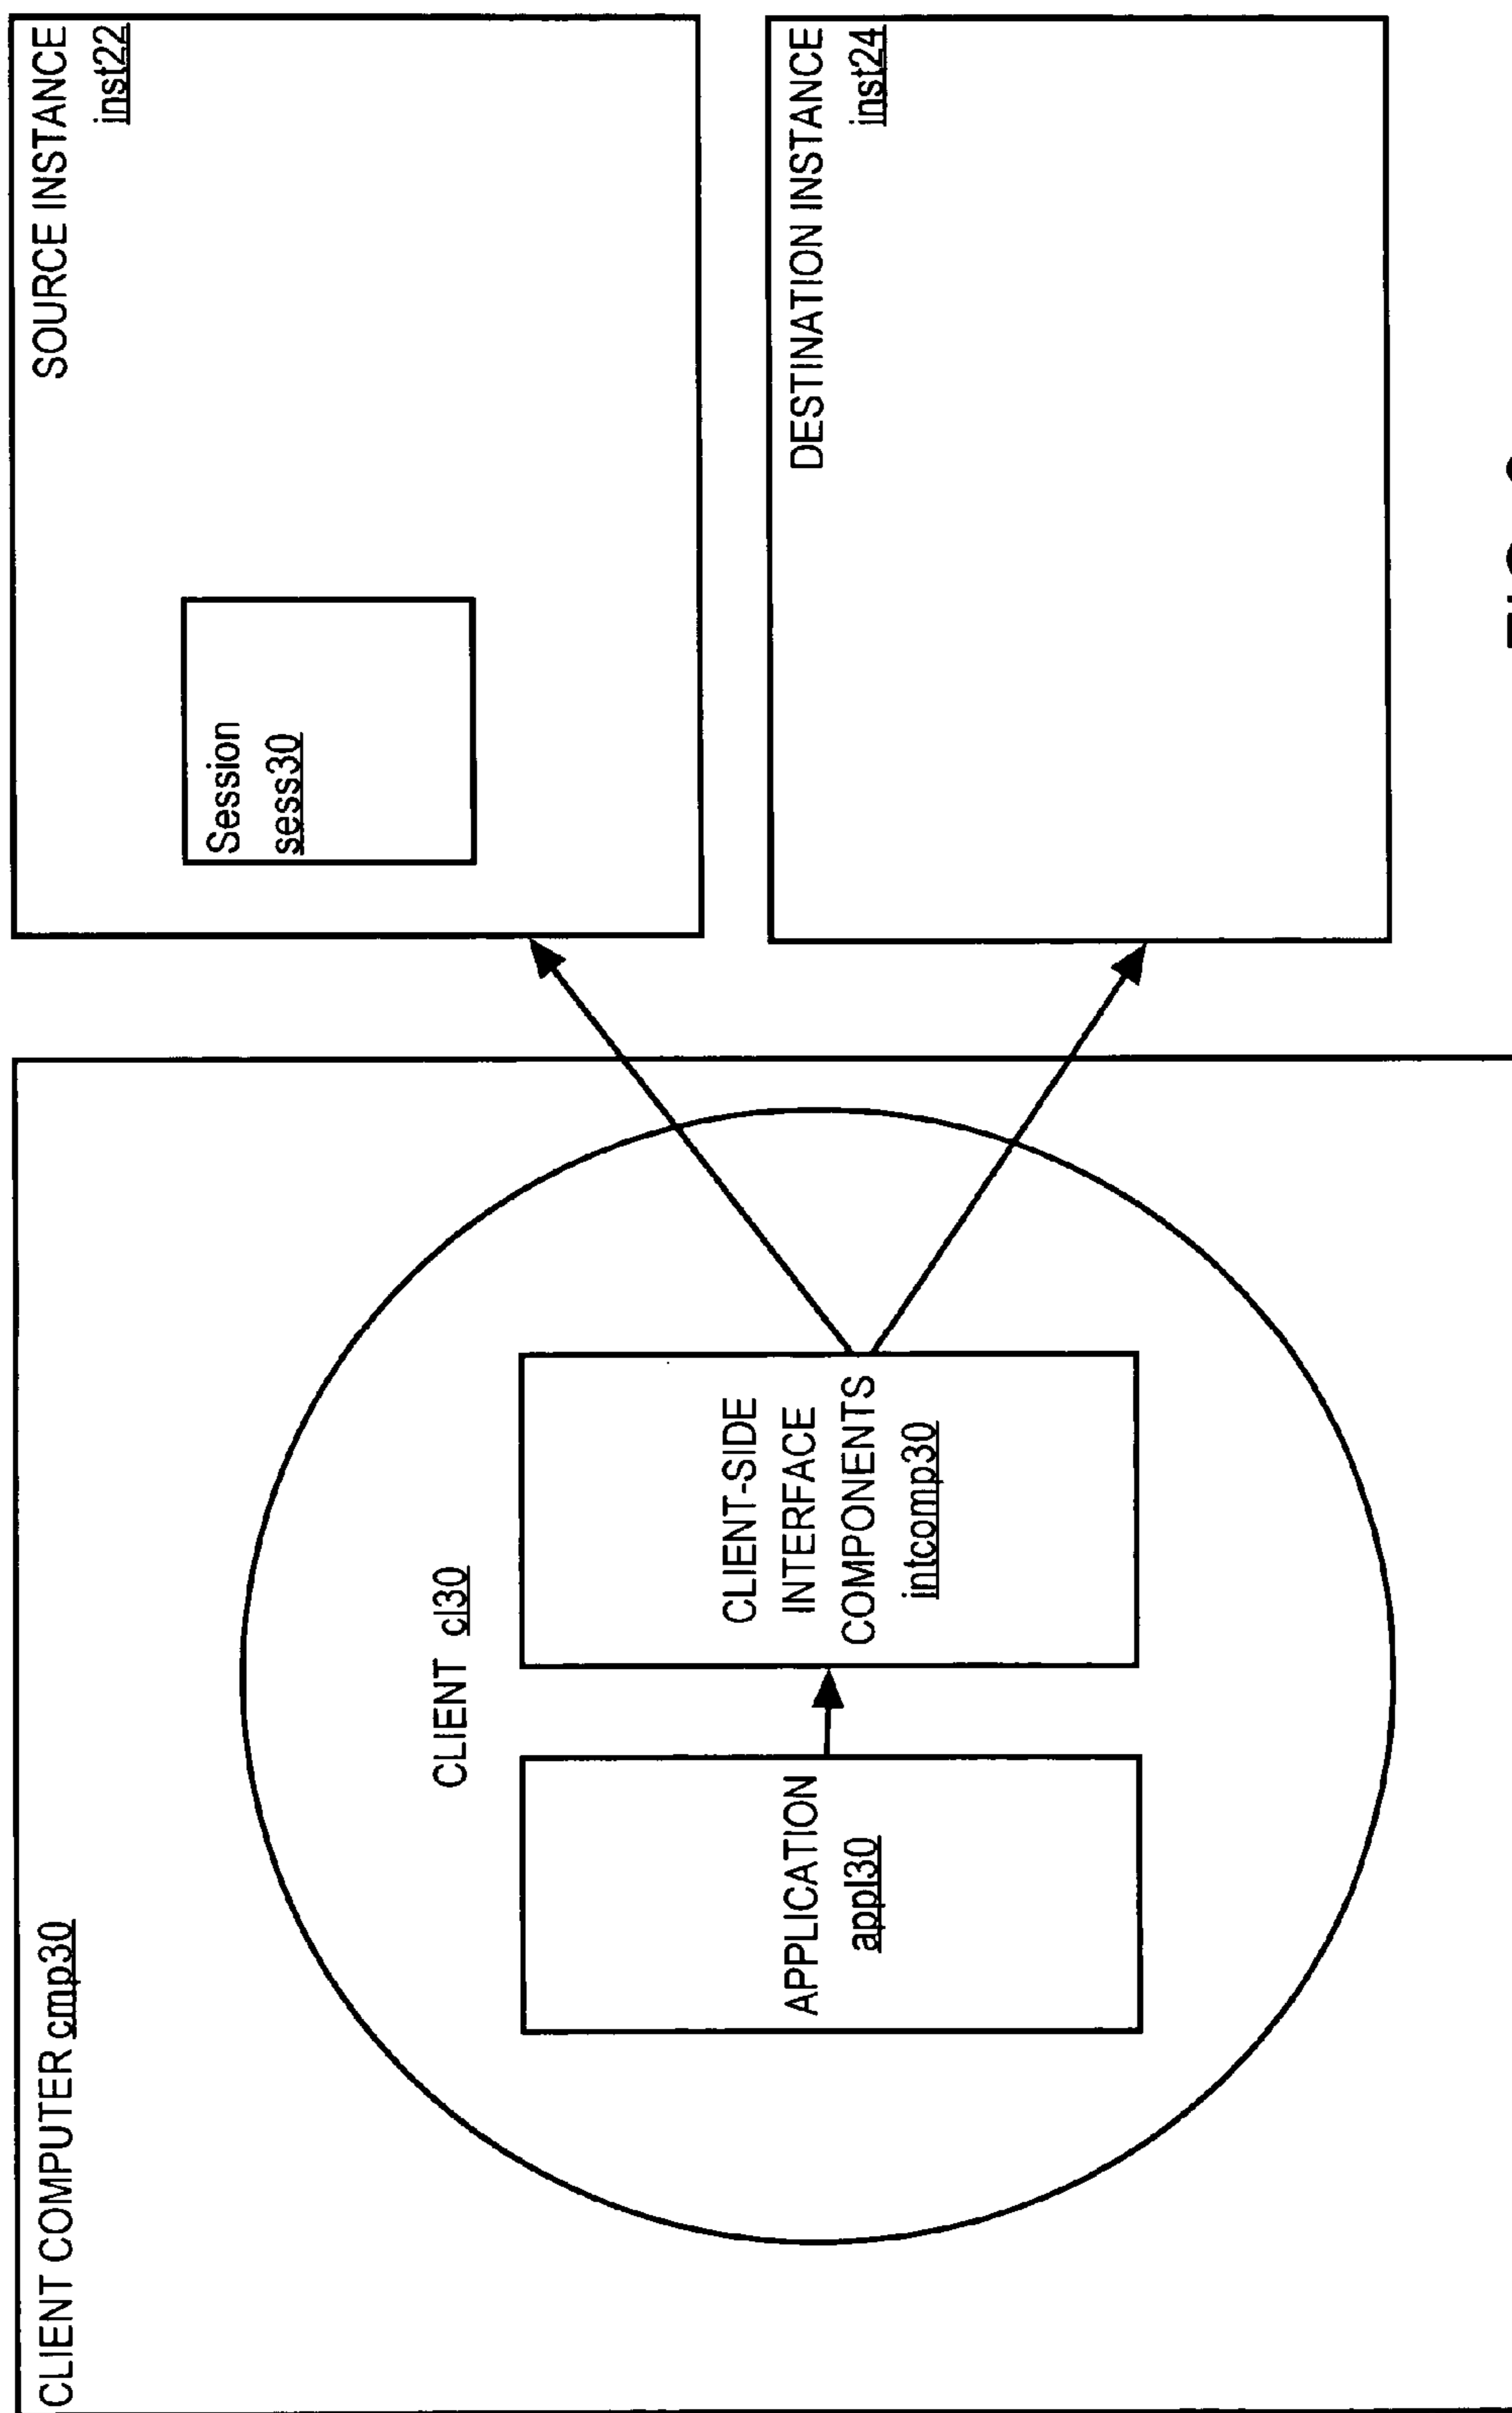 CLIENT COMPUTER cmp30
CLIENT cl30
APPLICATION
appl30
CLIENT-SIDE
INTERFACE
COMPONENTS
intcomp30
SOURCE INSTANCE
inst22
Session
sess30
DESTINATION INSTANCE
inst24